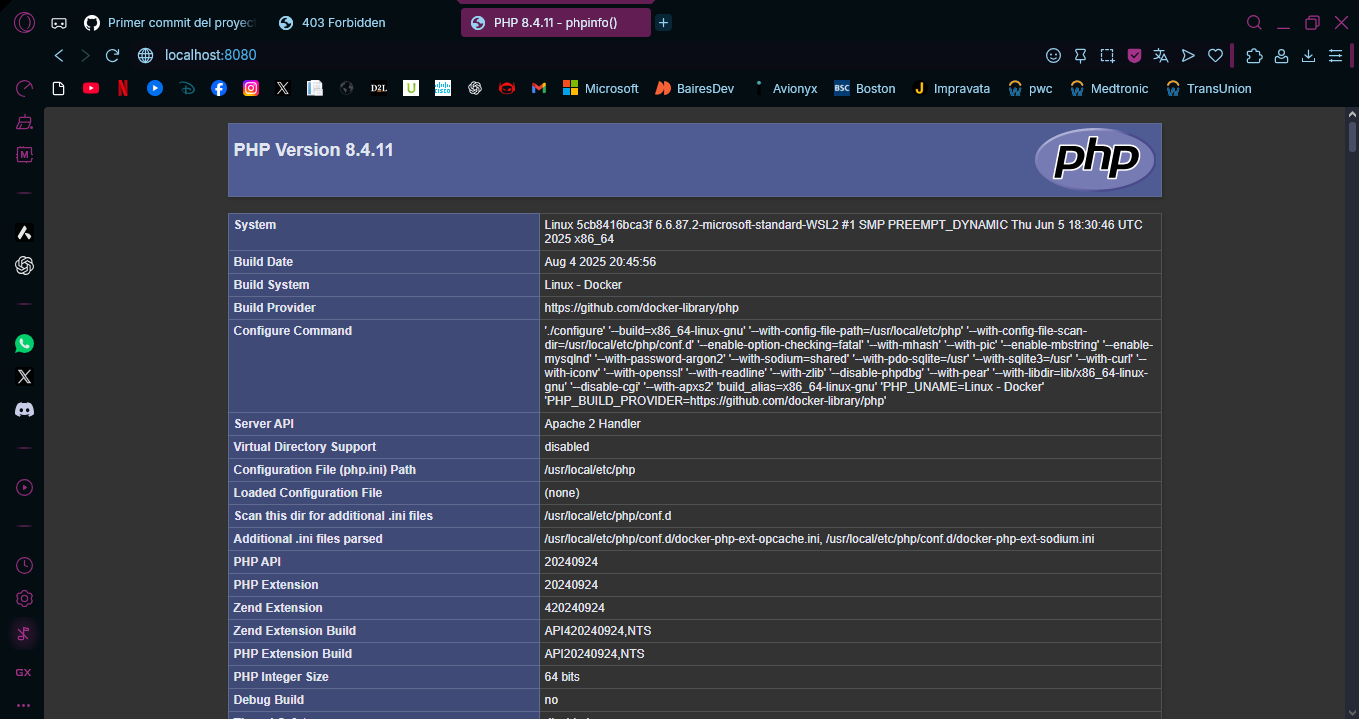 Primer commit del proyec
403 Forbidden
PHP 8.4.11 - phpinfo()
localhost:8080
D2L
U
CISCO
Microsoft
BairesDev
Avionyx
BSC Boston
J Impravata
pwc
Medtronic
TransUnion
M
GX
PHP Version 8.4.11
php
System
Linux 5cb8416bca3f 6.6.87.2-microsoft-standard-WSL2 #1 SMP PREEMPT_DYNAMIC Thu Jun 5 18:30:46 UTC
2025 x86_64
Build Date
Aug 4 2025 20:45:56
Build System
Linux - Docker
Build Provider
https://github.com/docker-library/php
Configure Command
'./configure' '--build=x86_64-linux-gnu' '--with-config-file-path=/usr/local/etc/php' '--with-config-file-scan-
dir=/usr/local/etc/php/conf.d' '--enable-option-checking=fatal' '--with-mhash' '--with-pic' '--enable-mbstring' '--enable-
mysqlnd' '--with-password-argon2' '--with-sodium=shared' '--with-pdo-sqlite=/usr' '--with-sqlite3=/usr' '--with-curl' '--
with-iconv' '--with-openssl' '--with-readline' '--with-zlib' '--disable-phpdbg' '--with-pear' '--with-libdir=lib/x86_64-linux-
gnu' '--disable-cgi' '--with-apxs2' 'build_alias=x86_64-linux-gnu' 'PHP_UNAME=Linux - Docker'
'PHP_BUILD_PROVIDER=https://github.com/docker-library/php'
Server API
Apache 2 Handler
Virtual Directory Support
disabled
Configuration File (php.ini) Path
/usr/local/etc/php
Loaded Configuration File
(none)
Scan this dir for additional .ini files
/usr/local/etc/php/conf.d
Additional .ini files parsed
/usr/local/etc/php/conf.d/docker-php-ext-opcache.ini, /usr/local/etc/php/conf.d/docker-php-ext-sodium.ini
PHP API
20240924
PHP Extension
20240924
Zend Extension
420240924
Zend Extension Build
API420240924,NTS
PHP Extension Build
API20240924,NTS
PHP Integer Size
64 bits
Debug Build
no